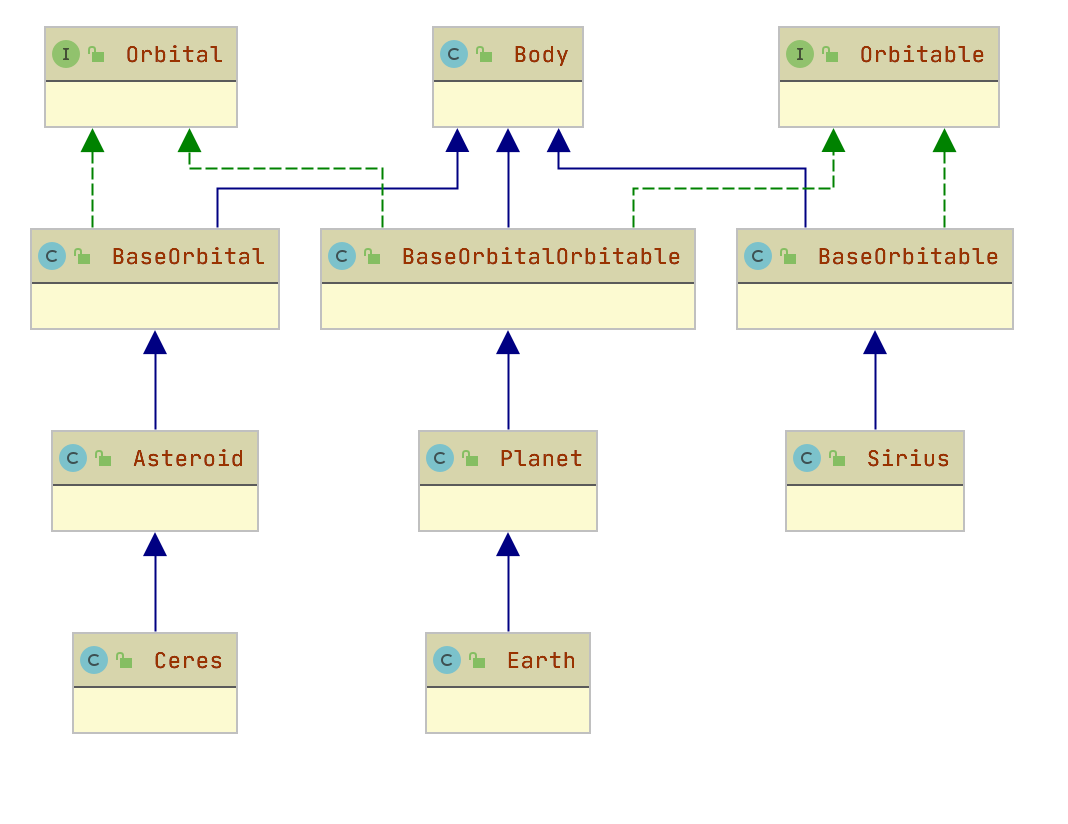 I Orbital
C Body
I Orbitable
C BaseOrbital
C BaseOrbitalOrbitable
C BaseOrbitable
C Asteroid
C Planet
C Sirius
C Ceres
C Earth